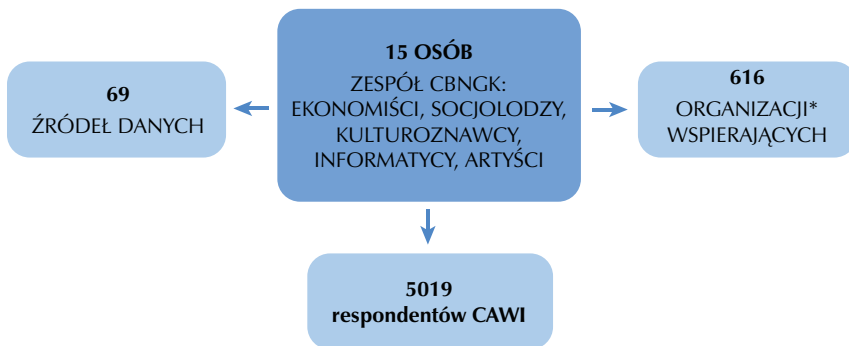 15 OSÓB
ZESPÓŁ CBNGK:
EKONOMIŚCI, SOCJOLODZY,
KULTUROZNAWCY,
INFORMATYCY, ARTYŚCI
69
ŹRÓDEŁ DANYCH
616
ORGANIZACJI*
WSPIERAJĄCYCH
5019
respondentów CAWI